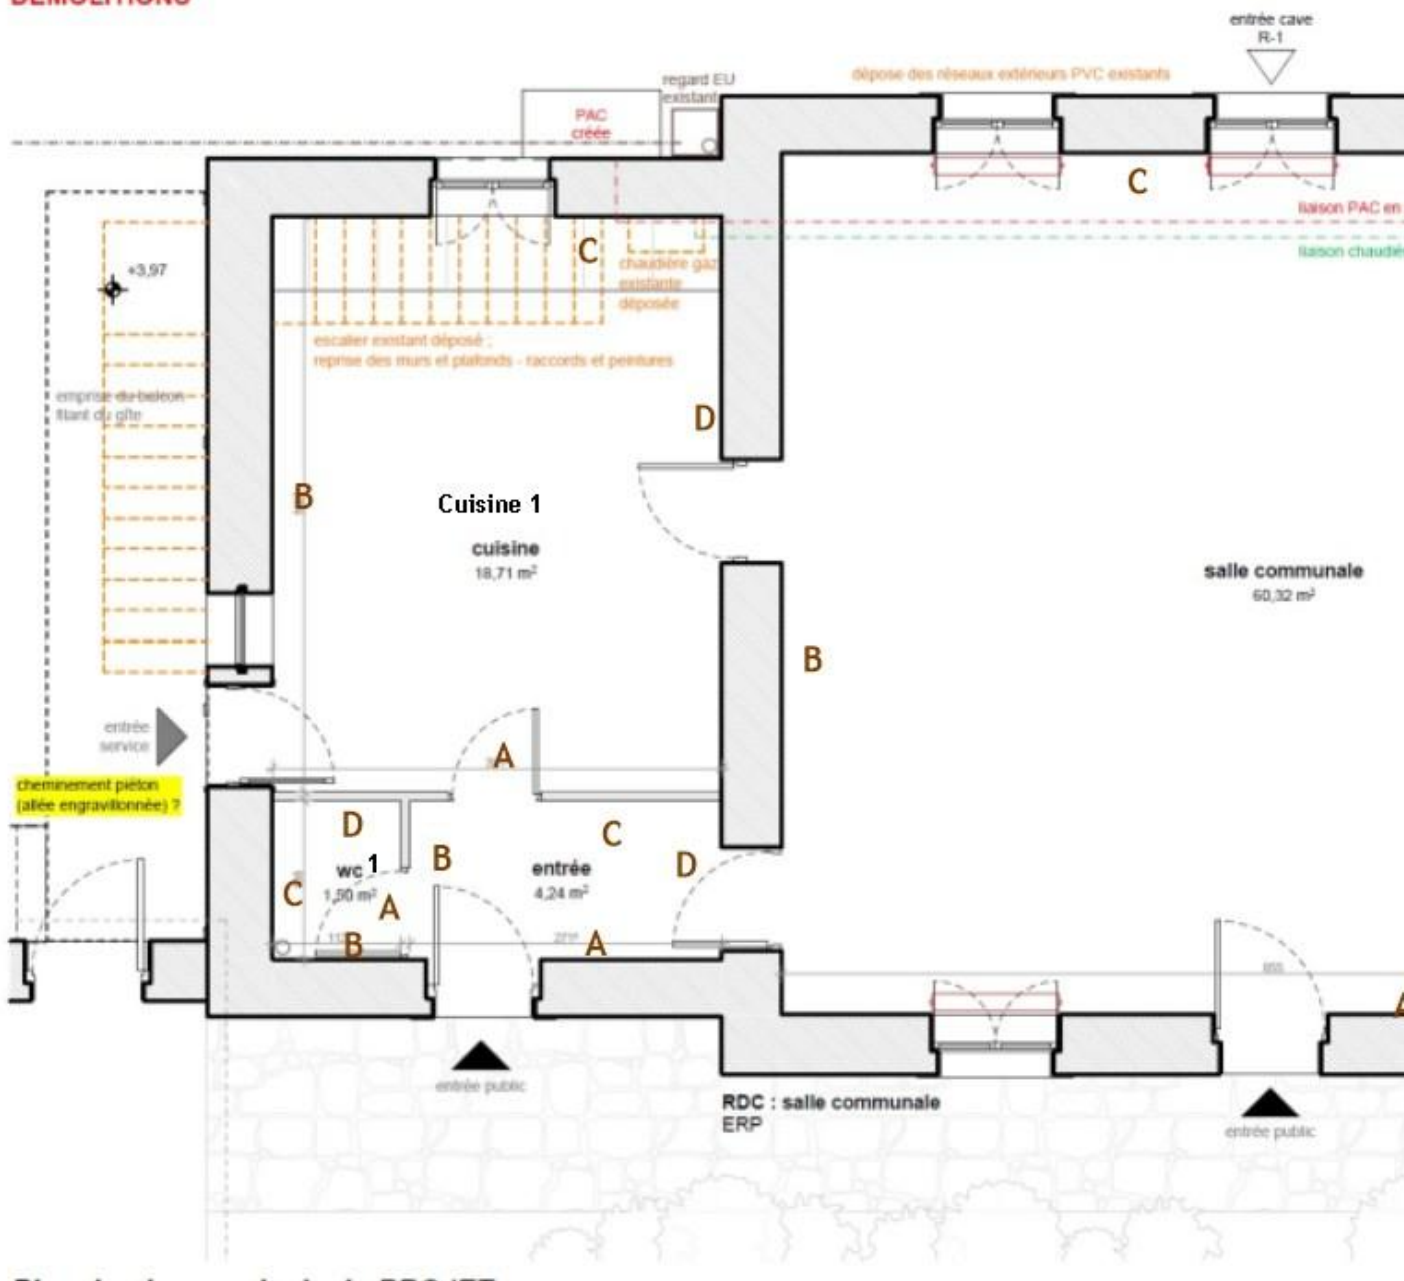 DEMOLITIONS
entrée cave
R-1
dépose des réseaux extérieurs PVC existants
regard EU
existante
PAC
créée
C
liaison PAC en
liaison chaudiè
+3,97
C
chaudière gaz
existante
déposée
escalier existant déposé ;
reprise des murs et plafonds - raccords et peintures
emprise du balcon
filant du gîte
D
B
Cuisine 1
cuisine
18,71 m²
salle communale
60,32 m²
B
entrée
service
A
cheminement piéton
(allée engravillonnée) ?
D
C
B
D
wc 1
1,50 m²
entrée
4,24 m²
C
A
B
A
A
entrée public
RDC : salle communale
ERP
entrée public